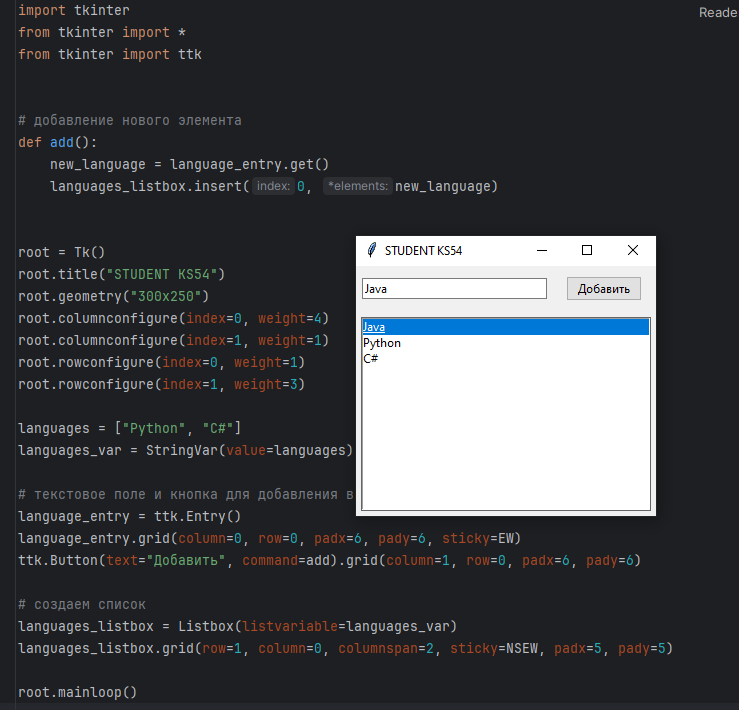 import tkinter
Reade
from tkinter import *
from tkinter import ttk
# добавление нового элемента
def add():
    new_language = language_entry.get()
    languages_listbox.insert(index: 0, *elements: new_language)
root = Tk()
root.title("STUDENT KS54")
root.geometry("300x250")
root.columnconfigure(index=0, weight=4)
root.columnconfigure(index=1, weight=1)
root.rowconfigure(index=0, weight=1)
root.rowconfigure(index=1, weight=3)
languages = ["Python", "C#"]
languages_var = StringVar(value=languages)
# текстовое поле и кнопка для добавления в
language_entry = ttk.Entry()
language_entry.grid(column=0, row=0, padx=6, pady=6, sticky=EW)
ttk.Button(text="Добавить", command=add).grid(column=1, row=0, padx=6, pady=6)
# создаем список
languages_listbox = Listbox(listvariable=languages_var)
languages_listbox.grid(row=1, column=0, columnspan=2, sticky=NSEW, padx=5, pady=5)
root.mainloop()
STUDENT KS54
Java
Добавить
Java
Python
C#